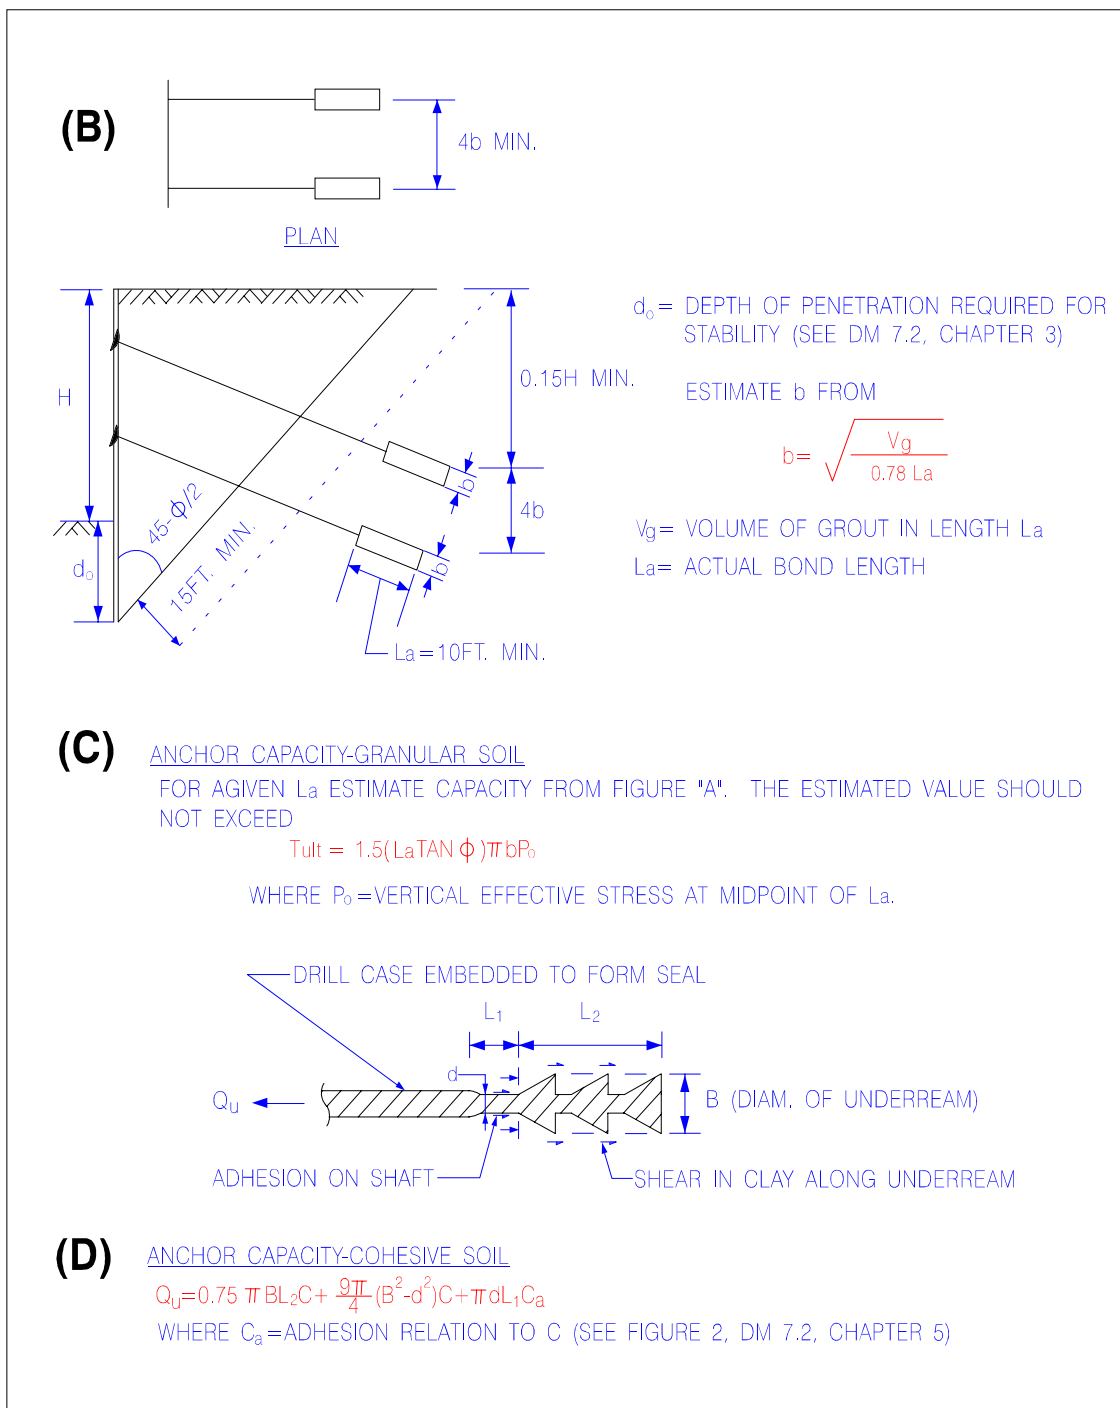 (B)
4b MIN.
PLAN
H
d₀
45-ϕ/2
15FT. MIN.
0.15H MIN.
b
4b
b
La=10FT. MIN.
d₀= DEPTH OF PENETRATION REQUIRED FOR
STABILITY (SEE DM 7.2, CHAPTER 3)
ESTIMATE b FROM
b= √(Vg / 0.78 La)
Vg= VOLUME OF GROUT IN LENGTH La
La= ACTUAL BOND LENGTH
(C) ANCHOR CAPACITY-GRANULAR SOIL
FOR AGIVEN La ESTIMATE CAPACITY FROM FIGURE "A". THE ESTIMATED VALUE SHOULD
NOT EXCEED
Tult = 1.5(LaTAN ϕ)π bP₀
WHERE P₀=VERTICAL EFFECTIVE STRESS AT MIDPOINT OF La.
DRILL CASE EMBEDDED TO FORM SEAL
L₁
L₂
d
Qᵤ
B (DIAM. OF UNDERREAM)
ADHESION ON SHAFT
SHEAR IN CLAY ALONG UNDERREAM
(D) ANCHOR CAPACITY-COHESIVE SOIL
Qᵤ=0.75 π BL₂C+ 9π/4 (B²-d²)C+π dL₁Cₐ
WHERE Cₐ=ADHESION RELATION TO C (SEE FIGURE 2, DM 7.2, CHAPTER 5)